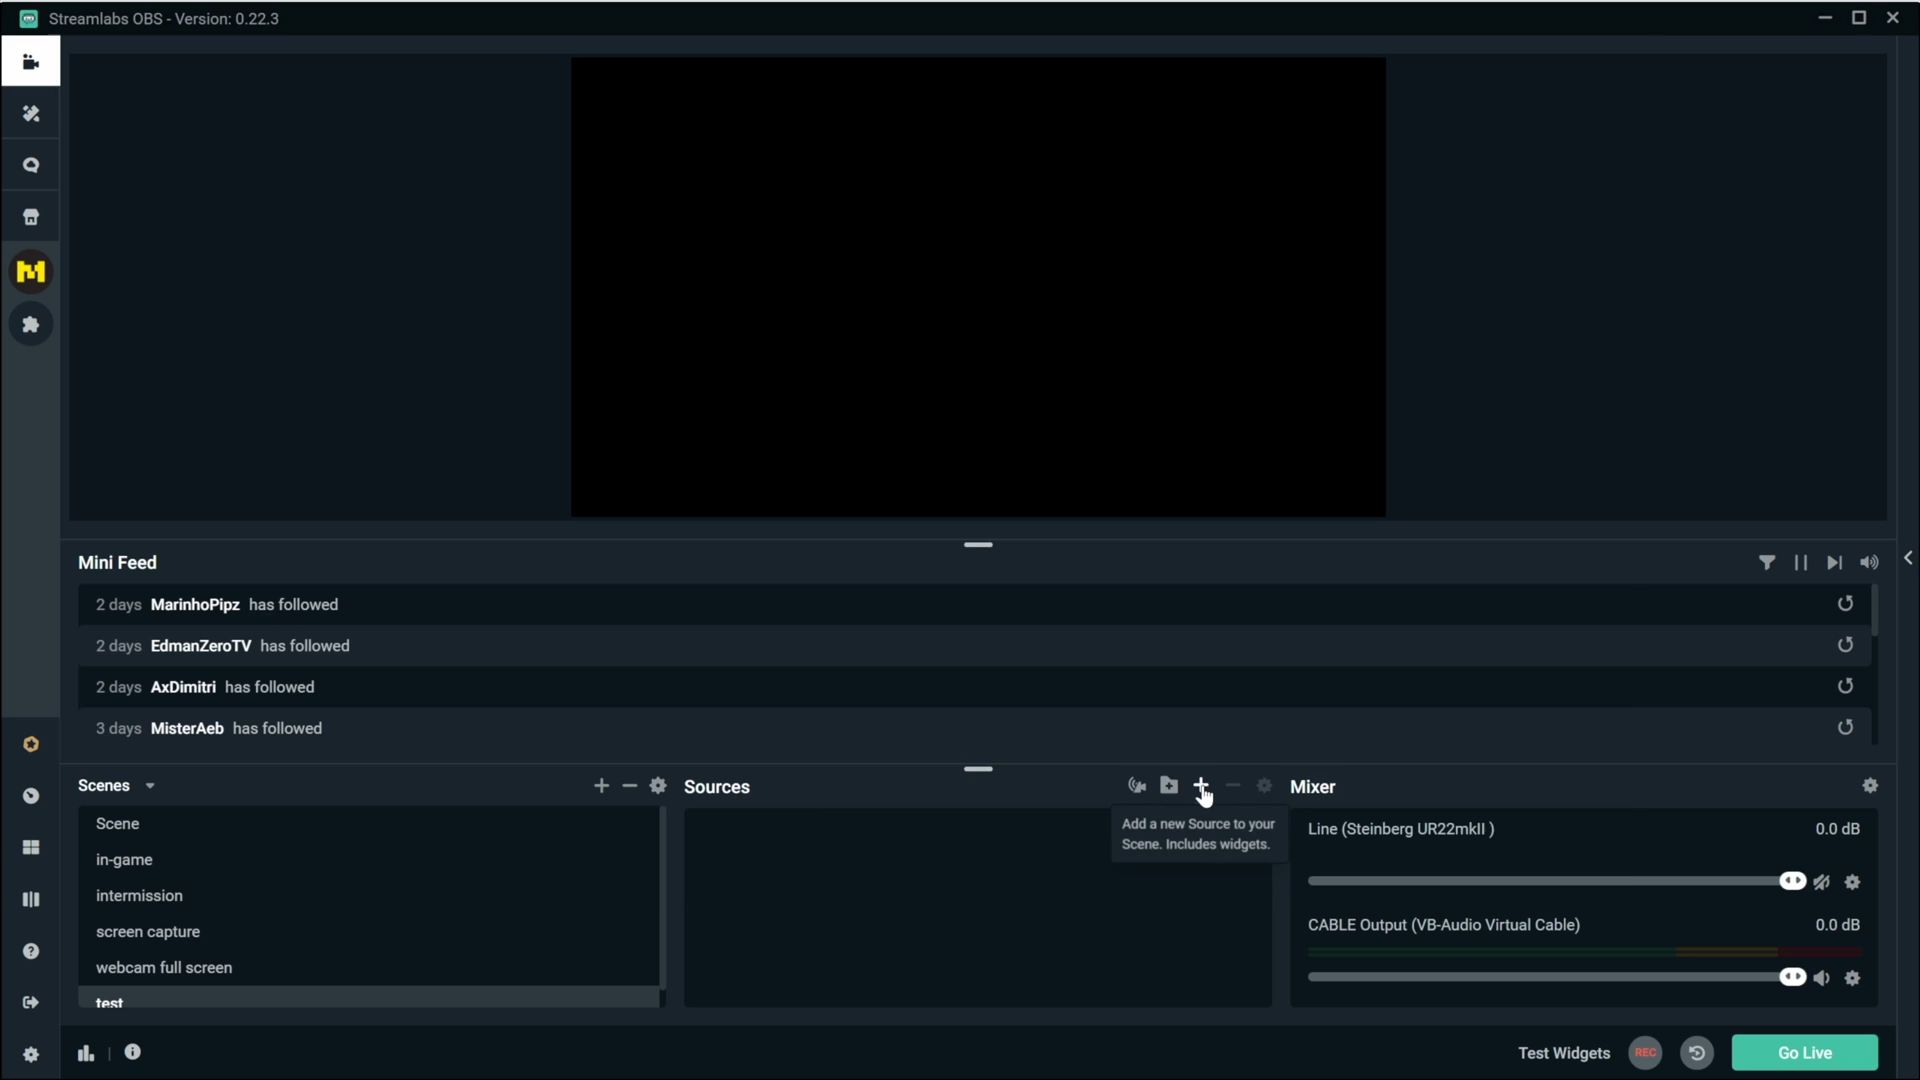 Streamlabs OBS - Version: 0.22.3
Mini Feed
2 days MarinhoPipz has followed
2 days EdmanZeroTV has followed
2 days AxDimitri has followed
3 days MisterAeb has followed
Scenes
Scene
in-game
intermission
screen capture
webcam full screen
test
Sources
Add a new Source to your
Scene. Includes widgets.
Mixer
Line (Steinberg UR22mkII ) 0.0 dB
CABLE Output (VB-Audio Virtual Cable) 0.0 dB
Test Widgets REC Go Live